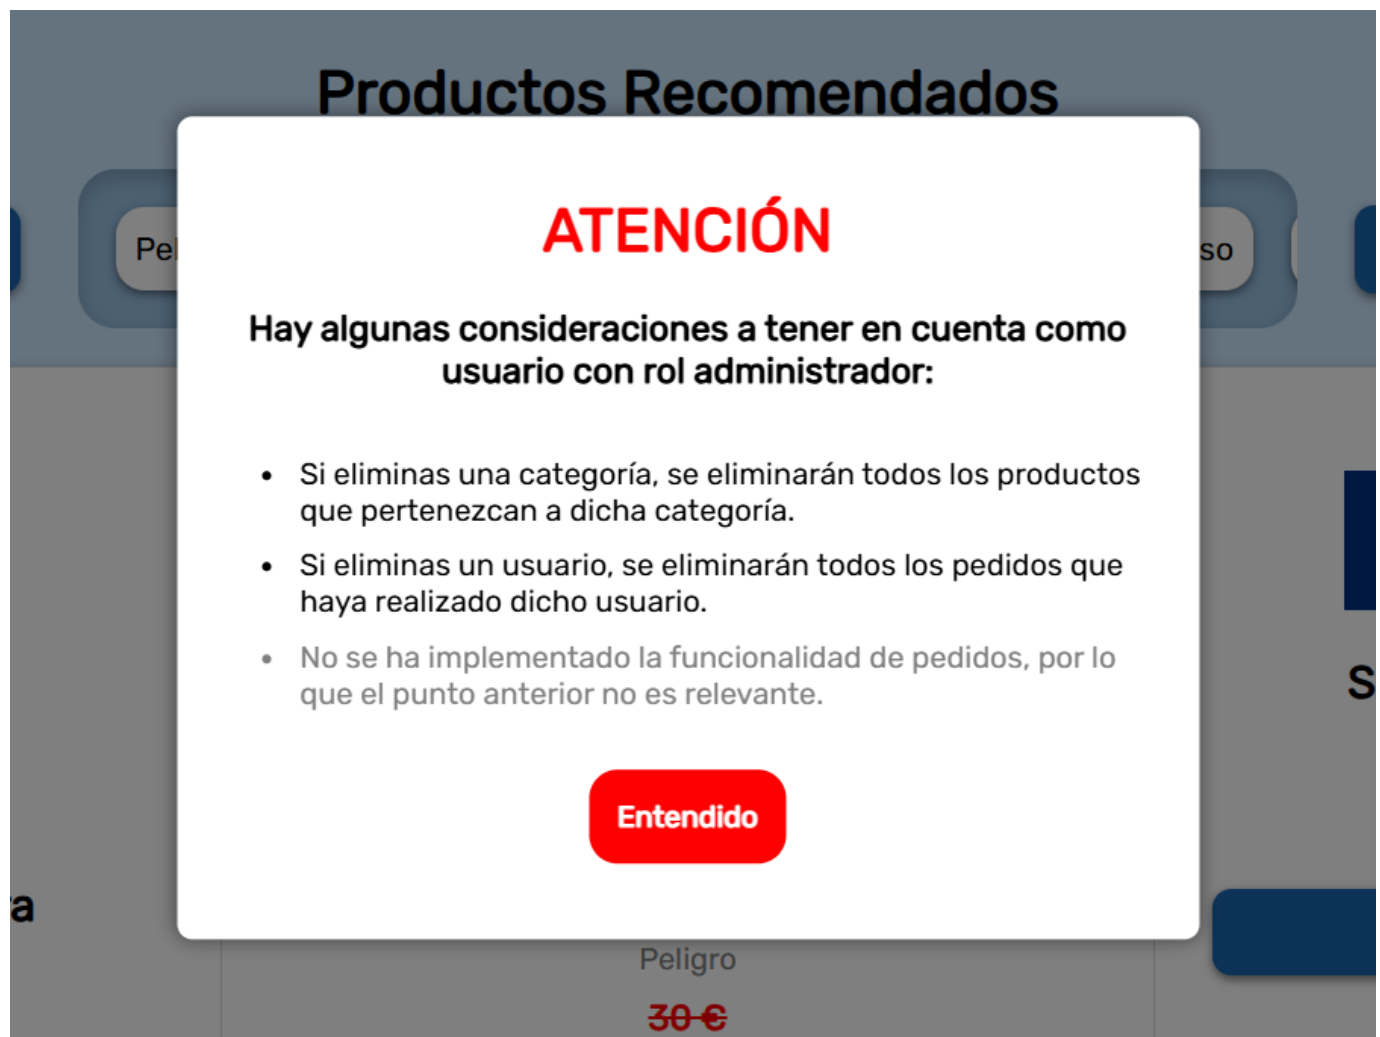 Productos Recomendados
ATENCIÓN
Hay algunas consideraciones a tener en cuenta como
usuario con rol administrador:
• Si eliminas una categoría, se eliminarán todos los productos
que pertenezcan a dicha categoría.
• Si eliminas un usuario, se eliminarán todos los pedidos que
haya realizado dicho usuario.
• No se ha implementado la funcionalidad de pedidos, por lo
que el punto anterior no es relevante.
Entendido
Peligro
30 €